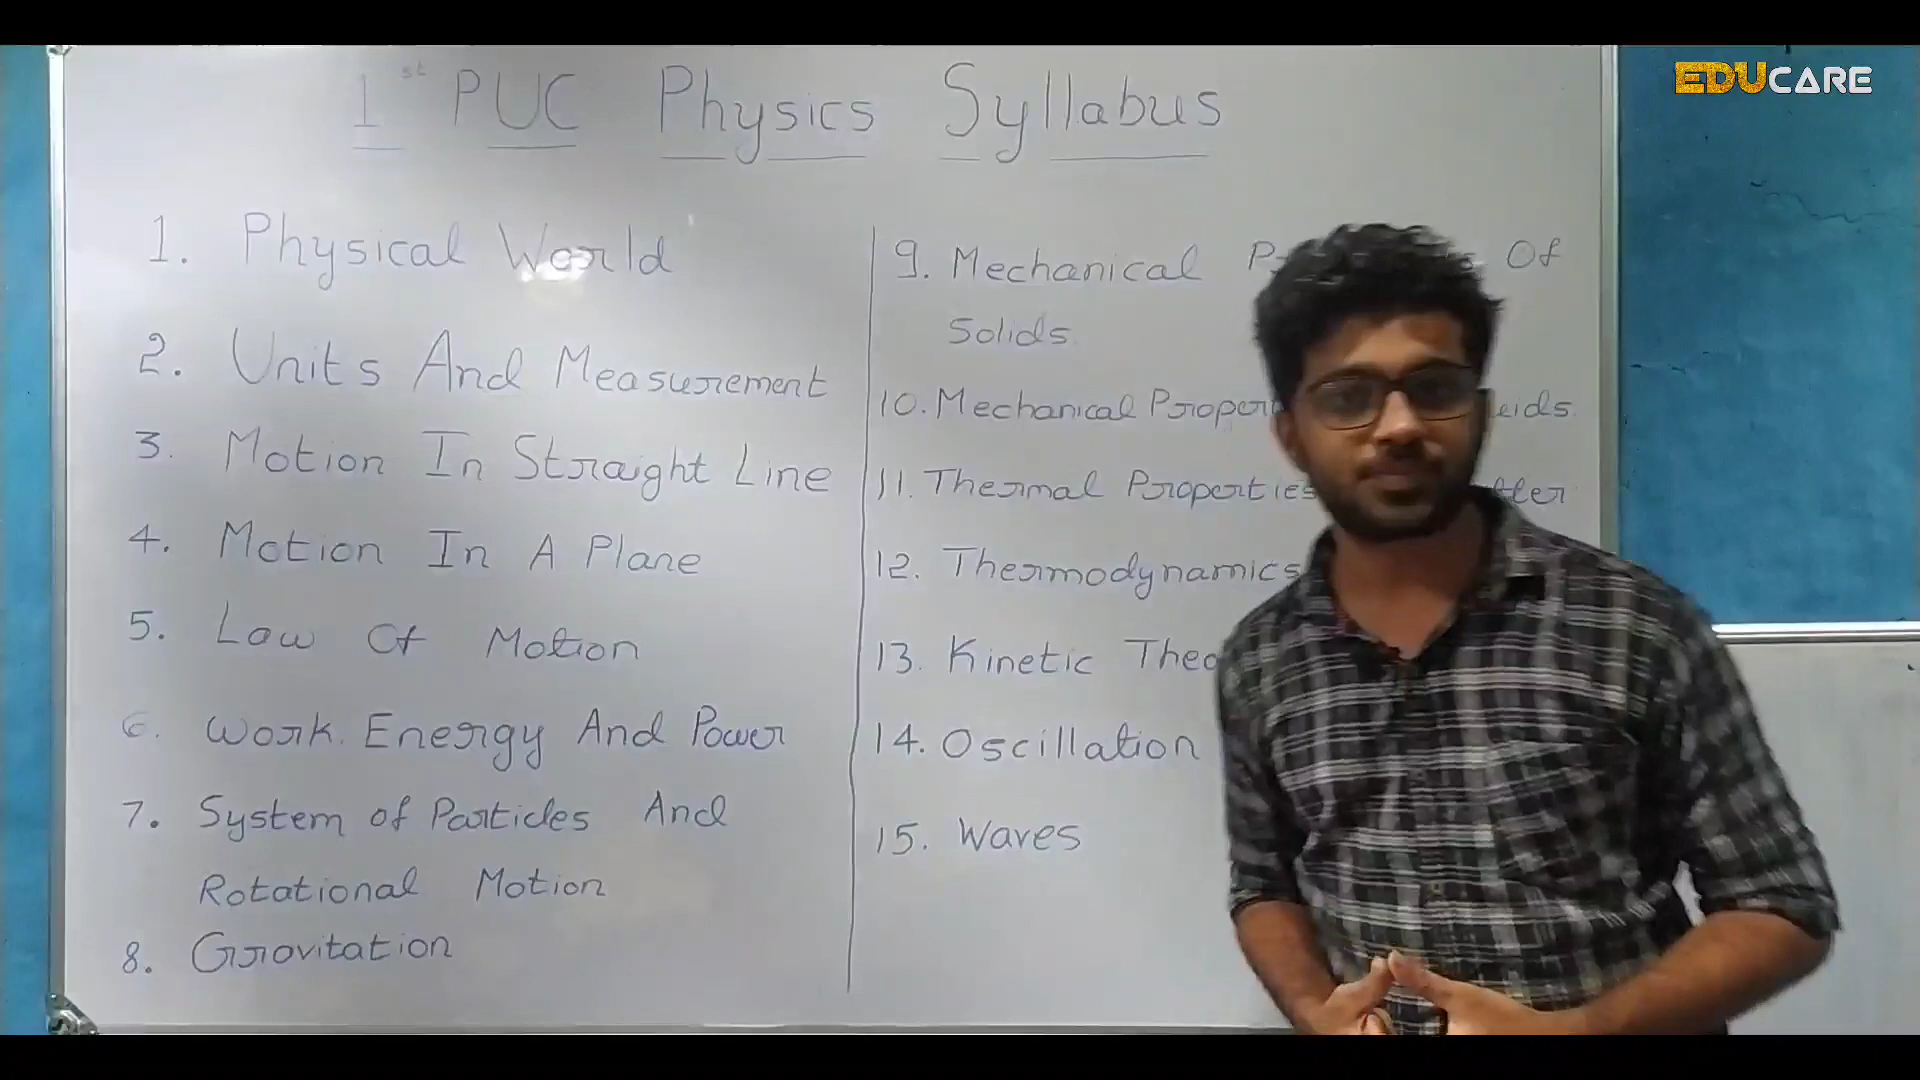 1st PUC Physics Syllabus
EDUCARE
1. Physical World
2. Units And Measurement
3. Motion In Straight Line
4. Motion In A Plane
5. Law Of Motion
6. Work. Energy And Power
7. System of Particles And
Rotational Motion
8. Gravitation
9. Mechanical Of
Solids
10. Mechanical
11. Thermal Properties
12. Thermodynamics
13. Kinetic
14. Oscillation
15. Waves